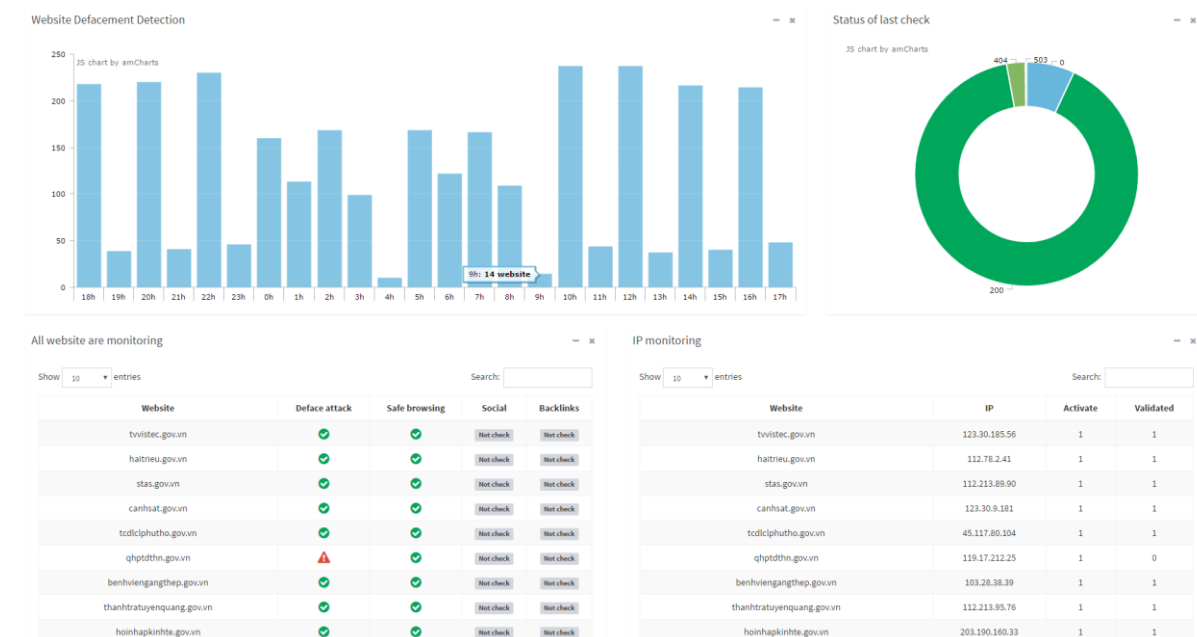 Website Defacement Detection
JS chart by amCharts
250
200
150
100
50
0
18h 19h 20h 21h 22h 23h 0h 1h 2h 3h 4h 5h 6h 7h 8h 9h 10h 11h 12h 13h 14h 15h 16h 17h
9h: 14 website
Status of last check
JS chart by amCharts
404 503 0
200
All website are monitoring
Show 10 entries Search:
Website Deface attack Safe browsing Social Backlinks
tvvistec.gov.vn Not check Not check
haitrieu.gov.vn Not check Not check
stas.gov.vn Not check Not check
canhsat.gov.vn Not check Not check
tcdlclphutho.gov.vn Not check Not check
qhptdthn.gov.vn Not check Not check
benhviengangthep.gov.vn Not check Not check
thanhtratuyenquang.gov.vn Not check Not check
hoinhapkinhte.gov.vn Not check Not check
IP monitoring
Show 10 entries Search:
Website IP Activate Validated
tvvistec.gov.vn 123.30.185.56 1 1
haitrieu.gov.vn 112.78.2.41 1 1
stas.gov.vn 112.213.89.90 1 1
canhsat.gov.vn 123.30.9.181 1 1
tcdlclphutho.gov.vn 45.117.80.104 1 1
qhptdthn.gov.vn 119.17.212.25 1 0
benhviengangthep.gov.vn 103.28.38.39 1 1
thanhtratuyenquang.gov.vn 112.213.95.76 1 1
hoinhapkinhte.gov.vn 203.190.160.33 1 1